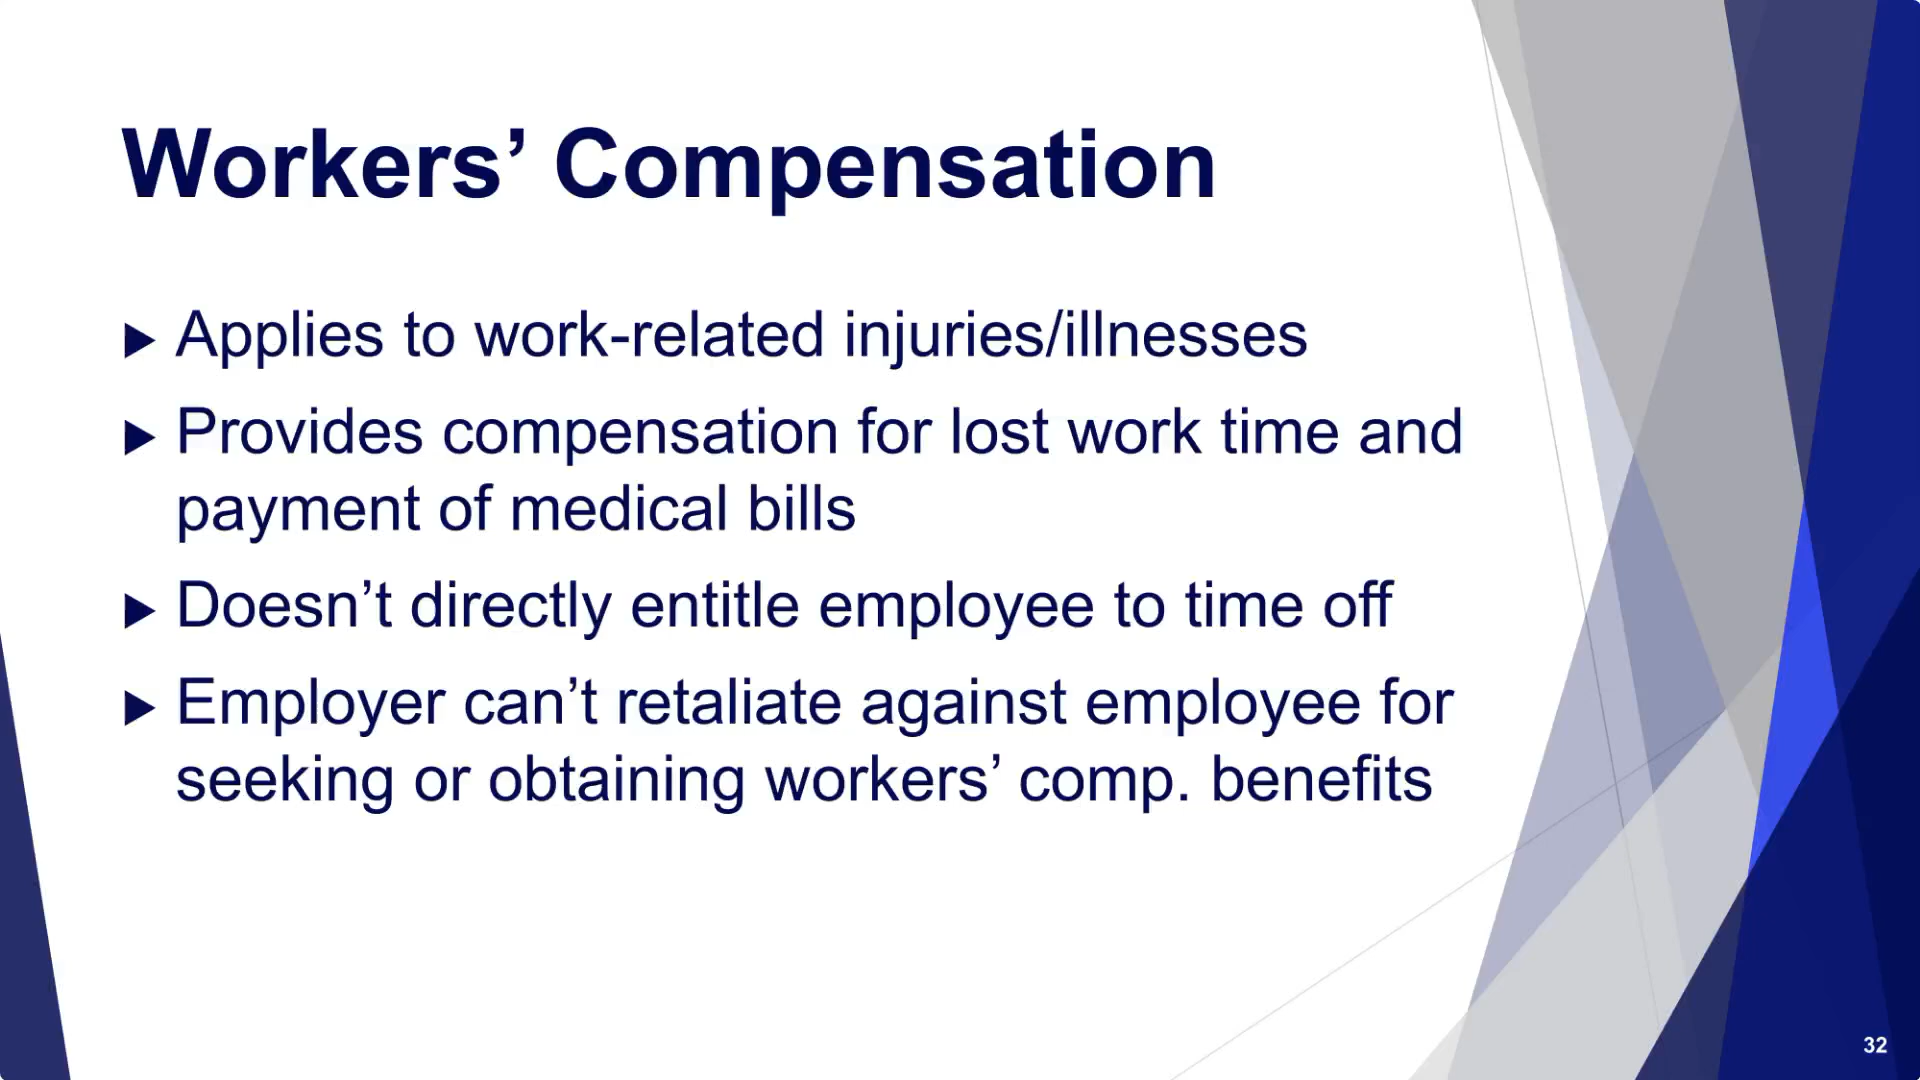 Workers’ Compensation
Applies to work-related injuries/illnesses
Provides compensation for lost work time and
payment of medical bills
Doesn’t directly entitle employee to time off
Employer can’t retaliate against employee for
seeking or obtaining workers’ comp. benefits
32